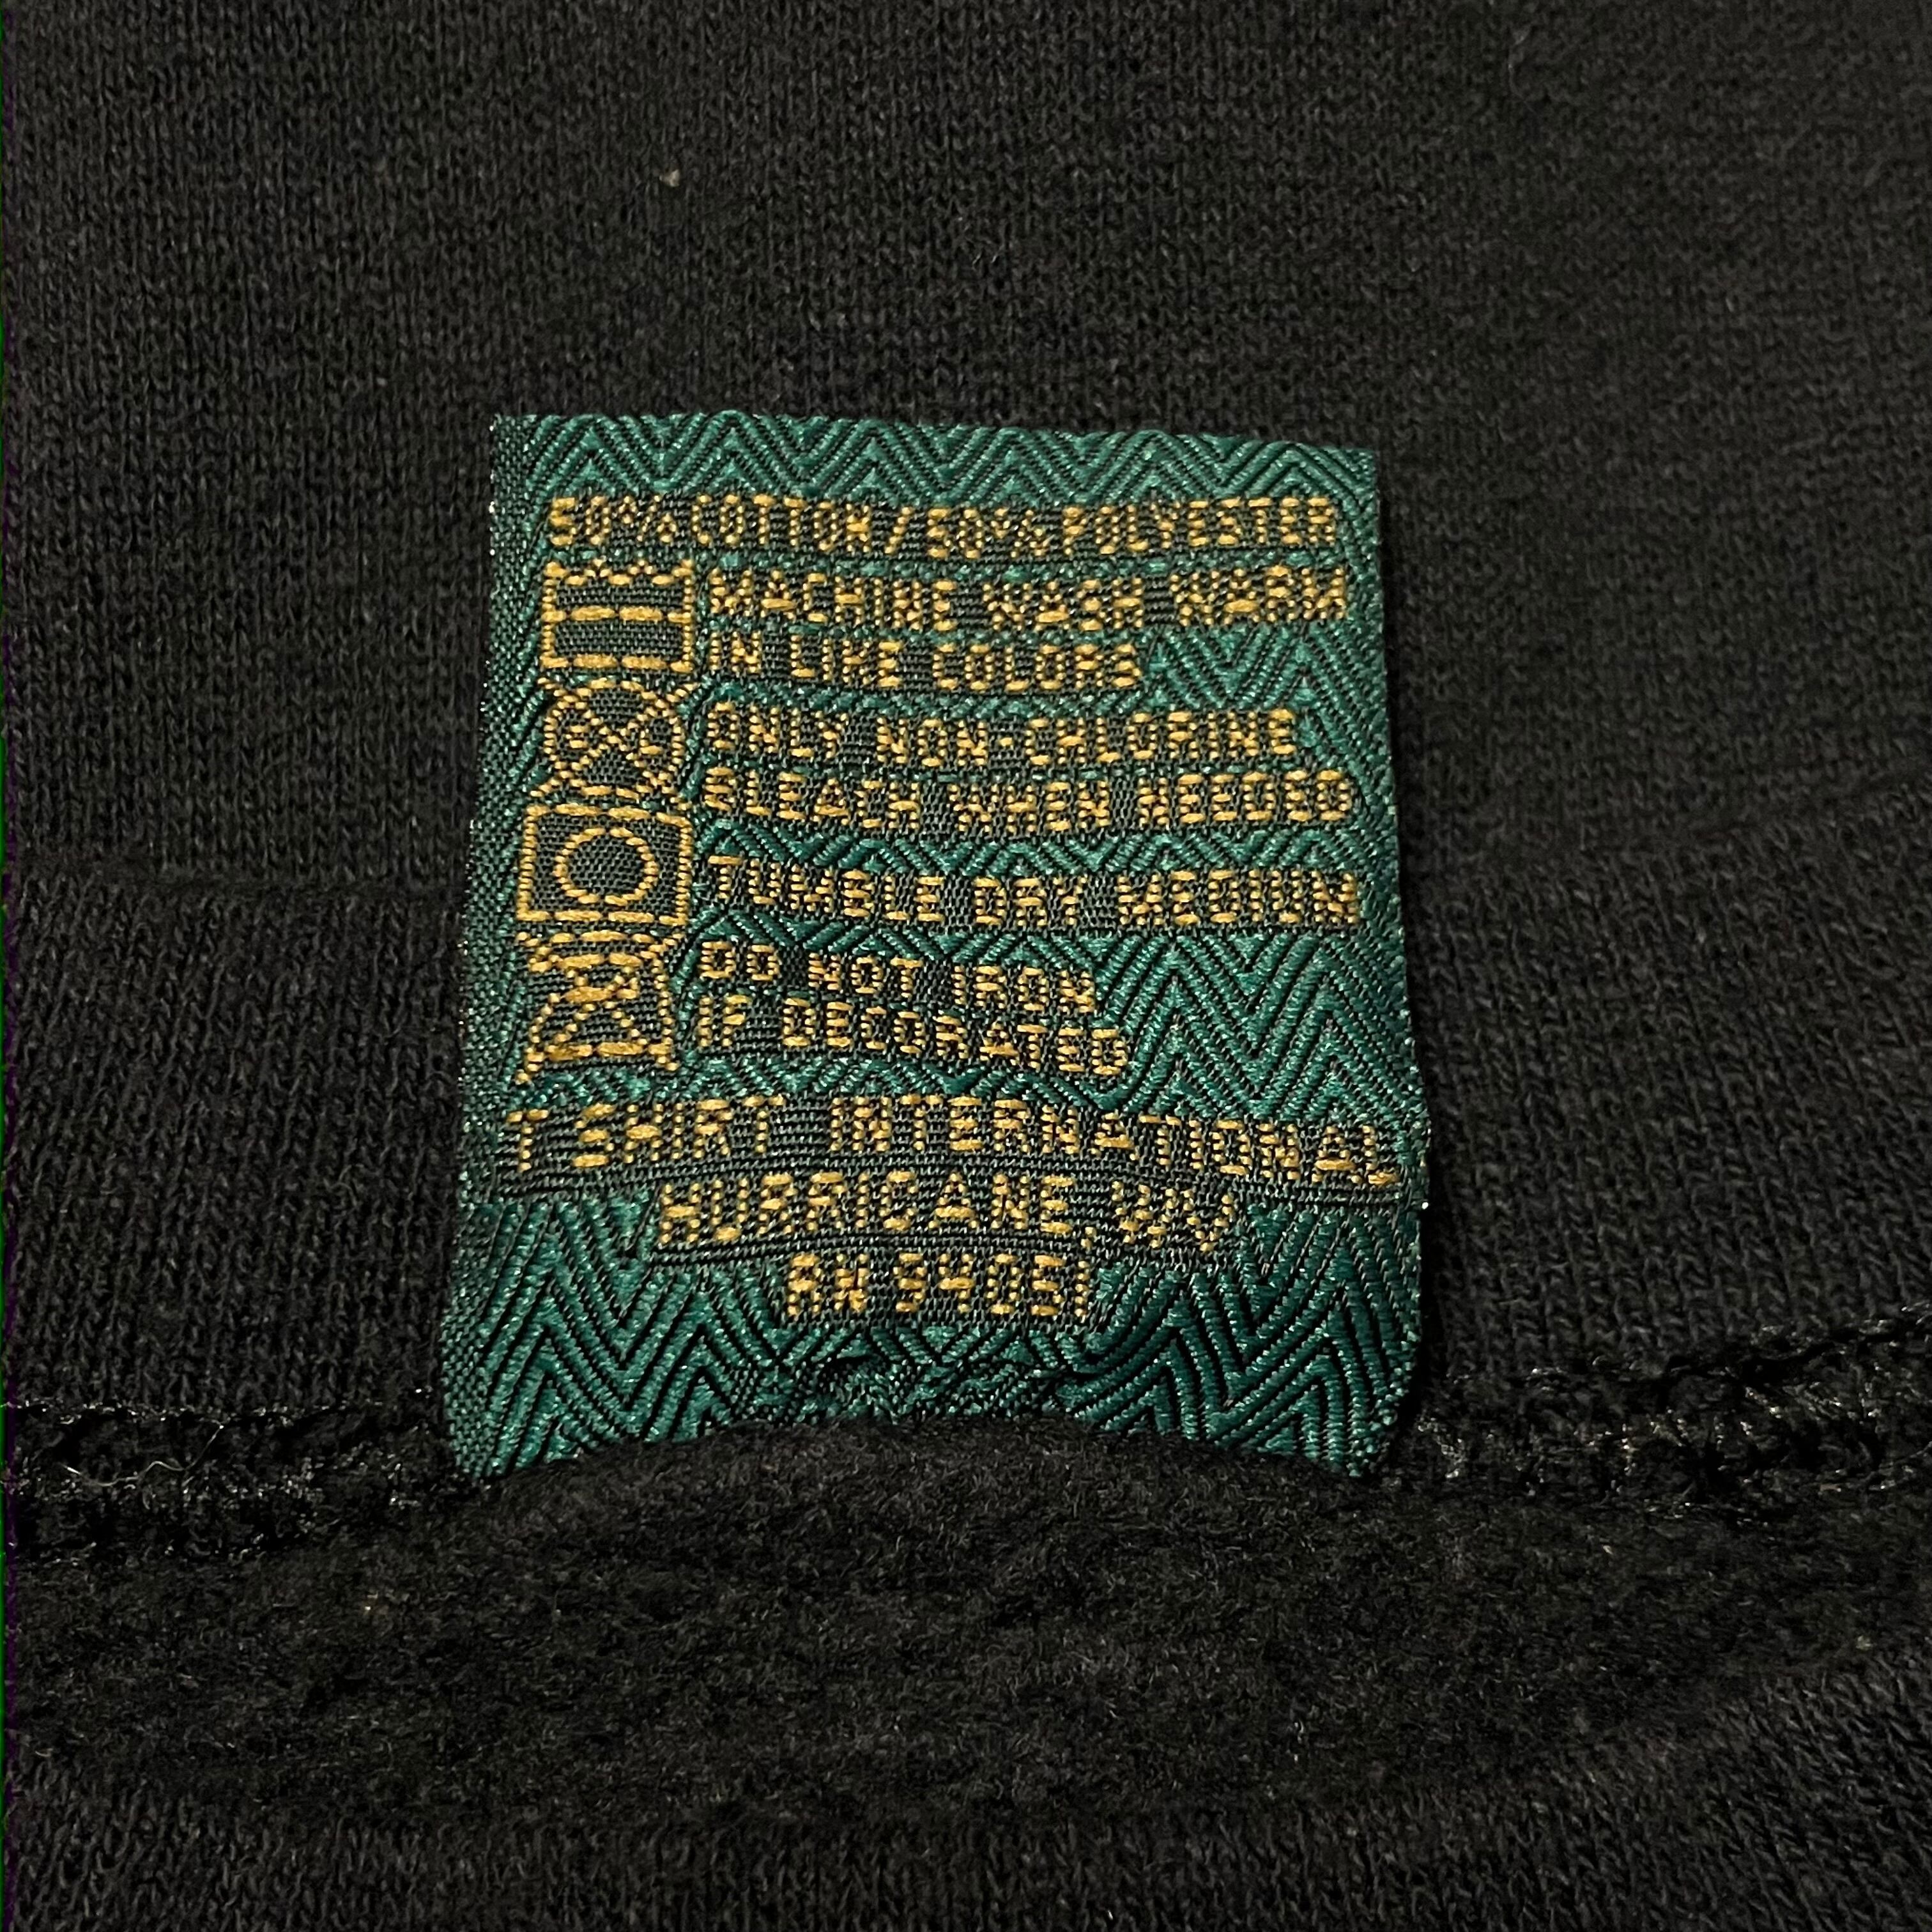 50% COTTON / 50% POLYESTER
MACHINE WASH WARM
IN LIKE COLORS
ONLY NON-CHLORINE
BLEACH WHEN NEEDED
TUMBLE DRY MEDIUM
DO NOT IRON
IF DECORATED
T SHIRT INTERNATIONAL
HURRICANE, WV
RN 94051